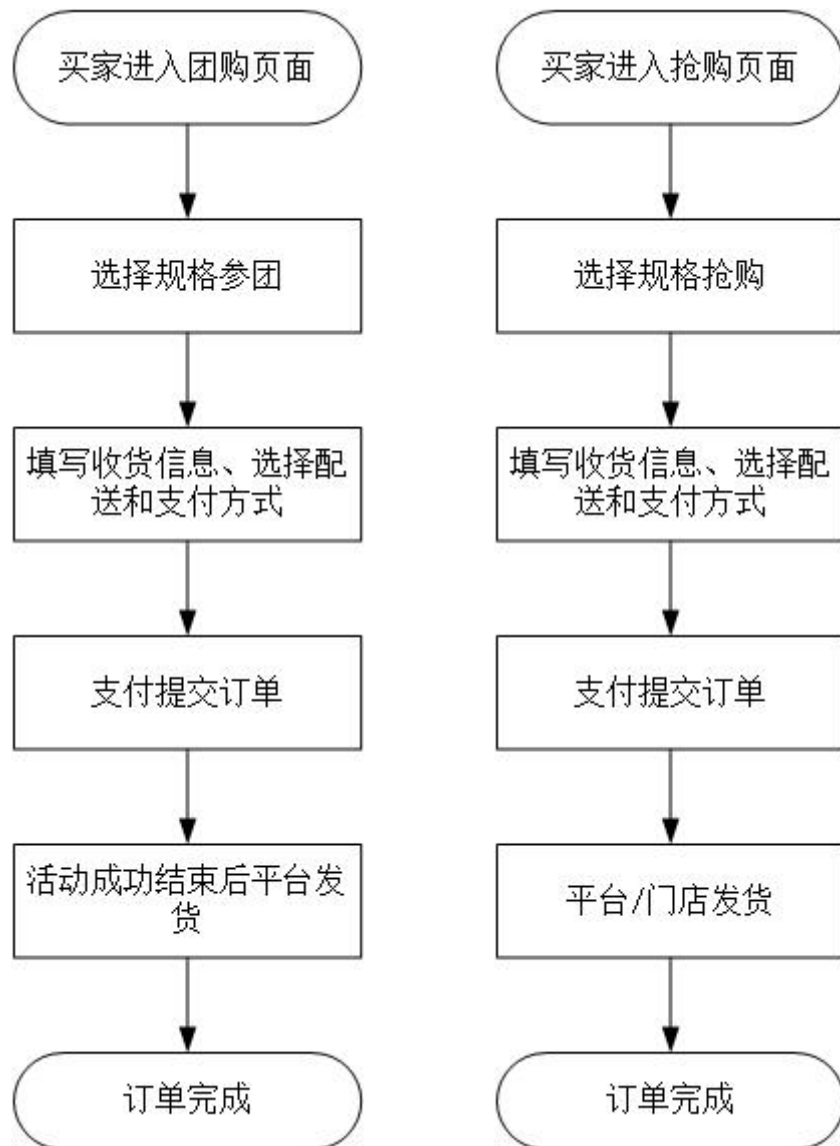 买家进入团购页面
选择规格参团
填写收货信息、选择配
送和支付方式
支付提交订单
活动成功结束后平台发
货
订单完成
买家进入抢购页面
选择规格抢购
填写收货信息、选择配
送和支付方式
支付提交订单
平台/门店发货
订单完成